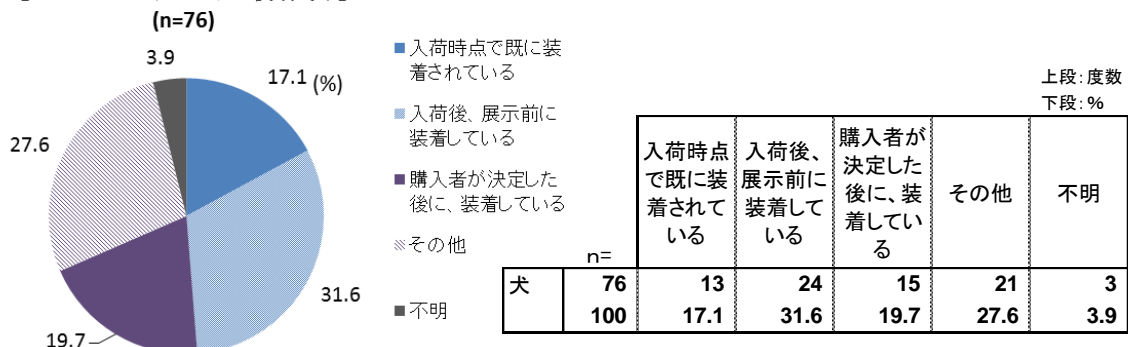 (n=76)
3.9
17.1 (%)
27.6
31.6
19.7
■入荷時点で既に装
着されている
■入荷後、展示前に
装着している
■購入者が決定した
後に、装着している
その他
■不明
上段:度数
下段:%
n=
入荷時点
で既に装
着されて
いる
入荷後、
展示前に
装着して
いる
購入者が
決定した
後に、装
着してい
る
その他
不明
犬 76 13 24 15 21 3
100 17.1 31.6 19.7 27.6 3.9